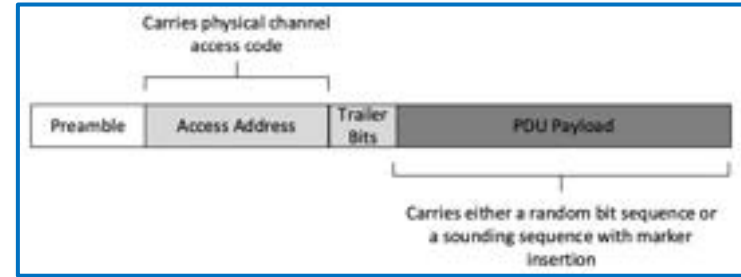 Carries physical channel
access code
Preamble
Access Address
Trailer
Bits
PDU Payload
Carries either a random bit sequence or
a sounding sequence with marker
insertion